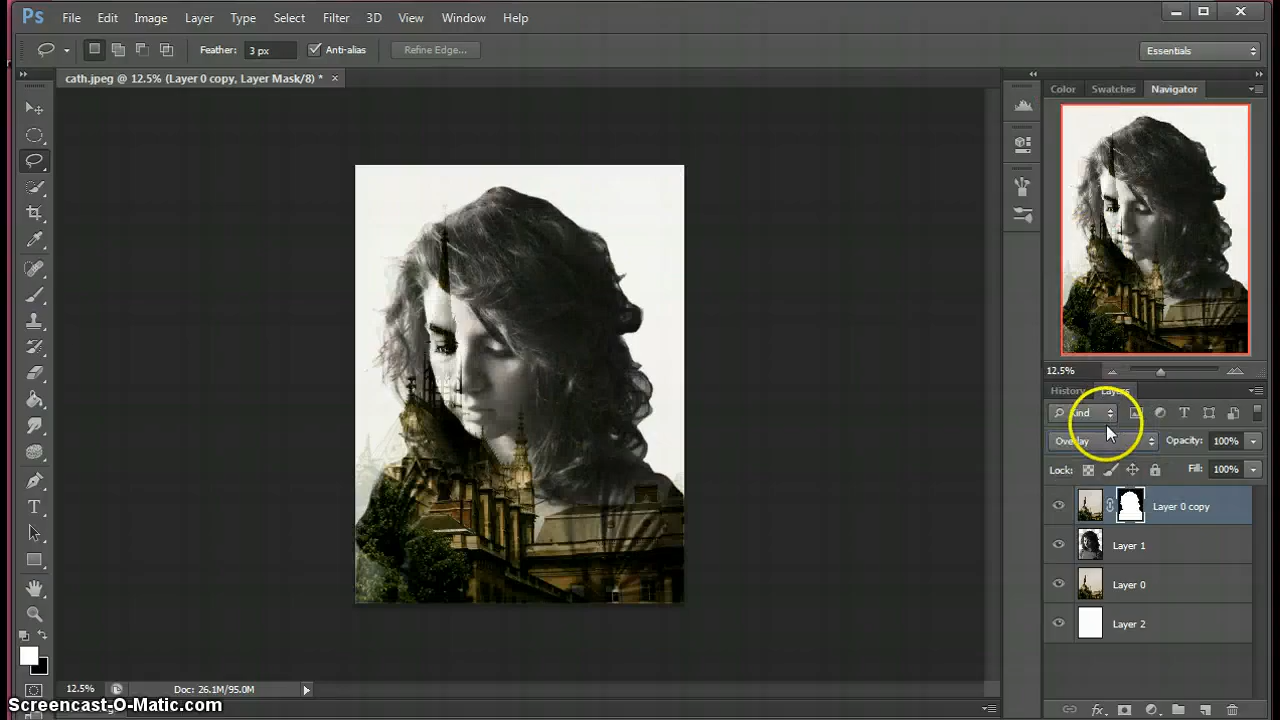 Ps File Edit Image Layer Type Select Filter 3D View Window Help
Feather: 3 px Anti-alias Refine Edge... Essentials
cath.jpeg @ 12.5% (Layer 0 copy, Layer Mask/8) * ×
Color Swatches Navigator
12.5%
History Layers
Kind
Overlay Opacity: 100%
Lock: Fill: 100%
Layer 0 copy
Layer 1
Layer 0
Layer 2
12.5% Doc: 26.1M/95.0M
Screencast-O-Matic.com